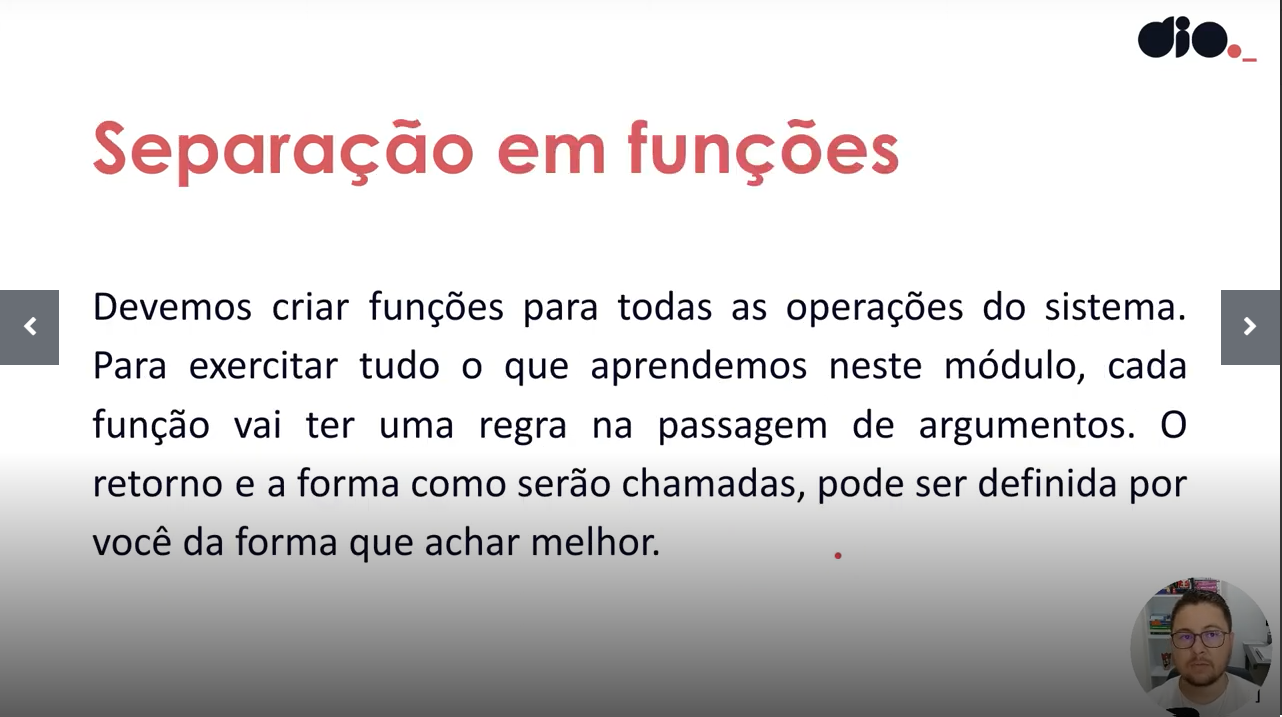 dio._
Separação em funções
Devemos criar funções para todas as operações do sistema.
Para exercitar tudo o que aprendemos neste módulo, cada
função vai ter uma regra na passagem de argumentos. O
retorno e a forma como serão chamadas, pode ser definida por
você da forma que achar melhor.